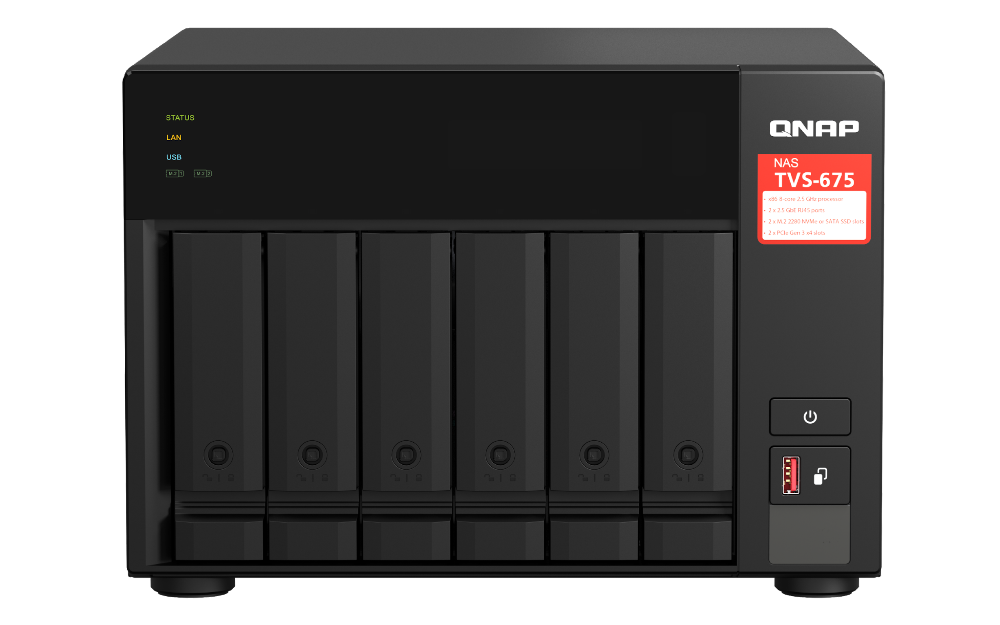 STATUS
LAN
USB
M.2 1 M.2 2
QNAP
NAS
TVS-675
• x86 8-core 2.5 GHz processor
• 2 x 2.5 GbE RJ45 ports
• 2 x M.2 2280 NVMe or SATA SSD slots
• 2 x PCIe Gen 3 x4 slots